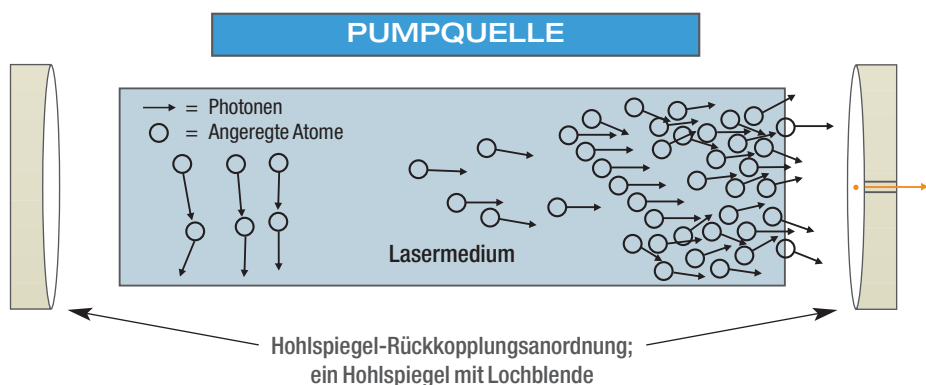 PUMPQUELLE
= Photonen
= Angeregte Atome
Lasermedium
Hohlspiegel-Rückkopplungsanordnung;
ein Hohlspiegel mit Lochblende